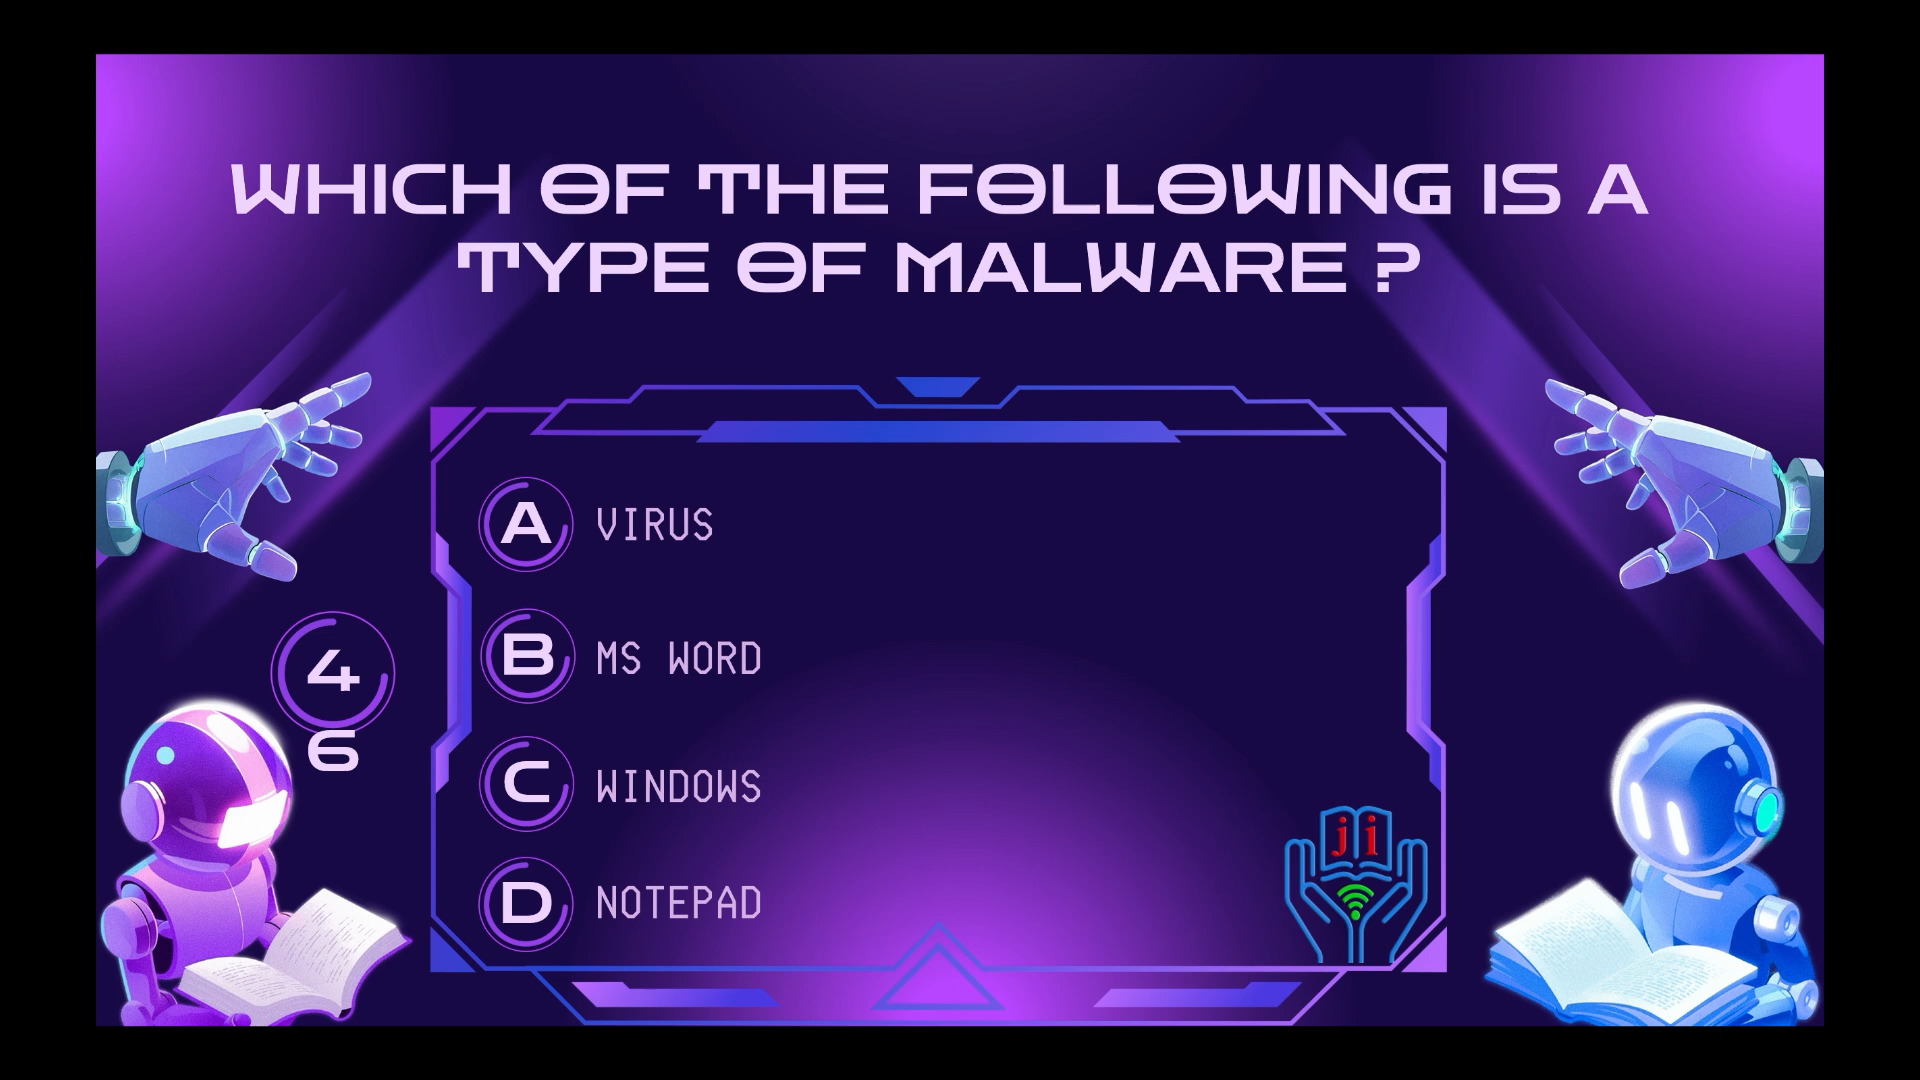 WHICH OF THE FOLLOWING IS A
TYPE OF MALWARE ?
A VIRUS
B MS WORD
C WINDOWS
D NOTEPAD
4
6
ji